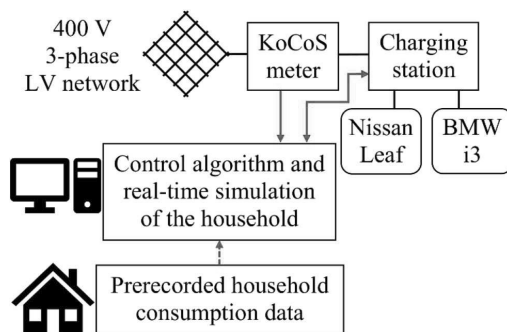 400 V
3-phase
LV network
KoCoS
meter
Charging
station
Nissan
Leaf
BMW
i3
Control algorithm and
real-time simulation
of the household
Prerecorded household
consumption data